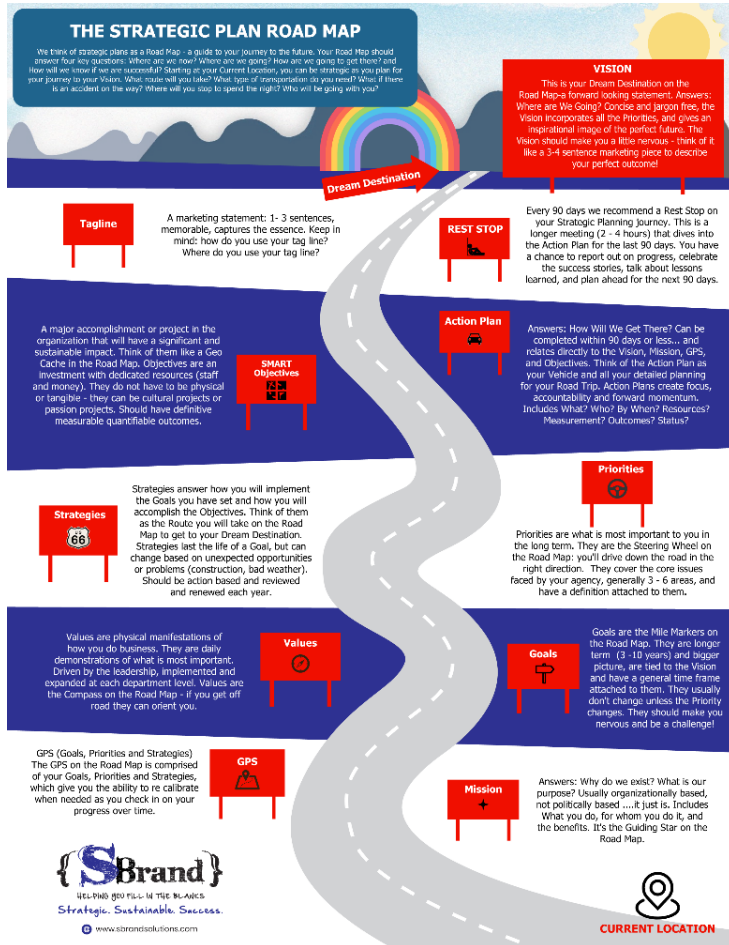 THE STRATEGIC PLAN ROAD MAP
We think of strategic plans as a Road Map - a guide to your journey to the future. Your Road Map should
answer four key questions: Where are we now? Where are we going? How are we going to get there? and
How will we know if we are successful? Starting at your Current Location, you can be strategic as you plan for
your journey to your Vision. What route will you take? What type of transportation do you need? What if there
is an accident on the way? Where will you stop to spend the night? Who will be going with you?
VISION
This is your Dream Destination on the
Road Map-a forward looking statement. Answers:
Where are We Going? Concise and jargon free, the
Vision incorporates all the Priorities, and gives an
inspirational image of the perfect future. The
Vision should make you a little nervous - think of it
like a 3-4 sentence marketing piece to describe
your perfect outcome!
Dream Destination
Tagline
A marketing statement: 1- 3 sentences,
memorable, captures the essence. Keep in
mind: how do you use your tag line?
Where do you use your tag line?
REST STOP
Every 90 days we recommend a Rest Stop on
your Strategic Planning Journey. This is a
longer meeting (2 - 4 hours) that dives into
the Action Plan for the last 90 days. You have
a chance to report out on progress, celebrate
the success stories, talk about lessons
learned, and plan ahead for the next 90 days.
A major accomplishment or project in the
organization that will have a significant and
sustainable impact. Think of them like a Geo
Cache in the Road Map. Objectives are an
investment with dedicated resources (staff
and money). They do not have to be physical
or tangible - they can be cultural projects or
passion projects. Should have definitive
measurable quantifiable outcomes.
SMART
Objectives
Action Plan
Answers: How Will We Get There? Can be
completed within 90 days or less... and
relates directly to the Vision, Mission, GPS,
and Objectives. Think of the Action Plan as
your Vehicle and all your detailed planning
for your Road Trip. Action Plans create focus,
accountability and forward momentum.
Includes What? Who? By When? Resources?
Measurement? Outcomes? Status?
Strategies
66
Strategies answer how you will implement
the Goals you have set and how you will
accomplish the Objectives. Think of them
as the Route you will take on the Road
Map to get to your Dream Destination.
Strategies last the life of a Goal, but can
change based on unexpected opportunities
or problems (construction, bad weather).
Should be action based and reviewed
and renewed each year.
Priorities
Priorities are what is most important to you in
the long term. They are the Steering Wheel on
the Road Map: you'll drive down the road in the
right direction. They cover the core issues
faced by your agency, generally 3 - 6 areas, and
have a definition attached to them.
Values are physical manifestations of
how you do business. They are daily
demonstrations of what is most important.
Driven by the leadership, implemented and
expanded at each department level. Values are
the Compass on the Road Map - if you get off
road they can orient you.
Values
Goals
Goals are the Mile Markers on
the Road Map. They are longer
term (3 -10 years) and bigger
picture, are tied to the Vision
and have a general time frame
attached to them. They usually
don't change unless the Priority
changes. They should make you
nervous and be a challenge!
GPS (Goals, Priorities and Strategies)
The GPS on the Road Map is comprised
of your Goals, Priorities and Strategies,
which give you the ability to re calibrate
when needed as you check in on your
progress over time.
GPS
Mission
Answers: Why do we exist? What is our
purpose? Usually organizationally based,
not politically based ....it just is. Includes
What you do, for whom you do it, and
the benefits. It's the Guiding Star on the
Road Map.
{SBrand}
HELPING YOU FILL IN THE BLANKS
Strategic. Sustainable. Success.
www.sbrandsolutions.com
CURRENT LOCATION